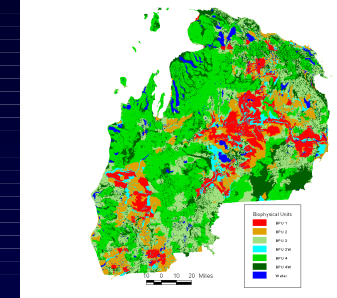 Biophysical Units
BPU 1
BPU 2
BPU 3
BPU 3W
BPU 4
BPU 4W
Water
10 0 10 20 Miles